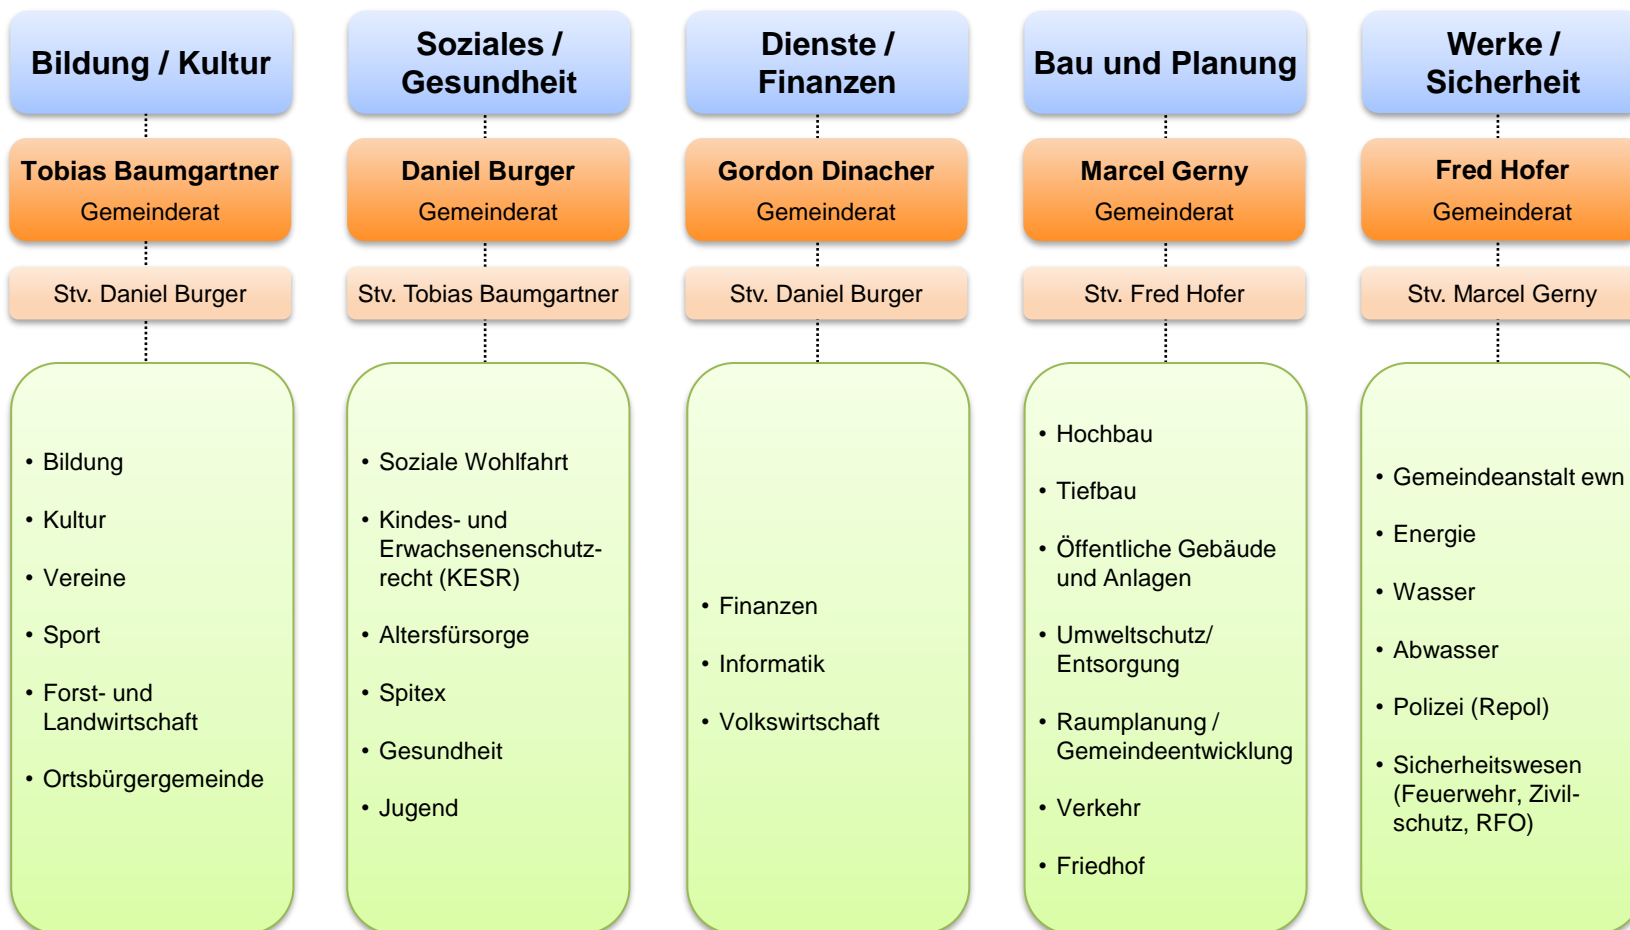 Bildung / Kultur
Tobias Baumgartner
Gemeinderat
Stv. Daniel Burger
• Bildung
• Kultur
• Vereine
• Sport
• Forst- und
Landwirtschaft
• Ortsbürgergemeinde
Soziales /
Gesundheit
Daniel Burger
Gemeinderat
Stv. Tobias Baumgartner
• Soziale Wohlfahrt
• Kindes- und
Erwachsenenschutz-
recht (KESR)
• Altersfürsorge
• Spitex
• Gesundheit
• Jugend
Dienste /
Finanzen
Gordon Dinacher
Gemeinderat
Stv. Daniel Burger
• Finanzen
• Informatik
• Volkswirtschaft
Bau und Planung
Marcel Gerny
Gemeinderat
Stv. Fred Hofer
• Hochbau
• Tiefbau
• Öffentliche Gebäude
und Anlagen
• Umweltschutz/
Entsorgung
• Raumplanung /
Gemeindeentwicklung
• Verkehr
• Friedhof
Werke /
Sicherheit
Fred Hofer
Gemeinderat
Stv. Marcel Gerny
• Gemeindeanstalt ewn
• Energie
• Wasser
• Abwasser
• Polizei (Repol)
• Sicherheitswesen
(Feuerwehr, Zivil-
schutz, RFO)